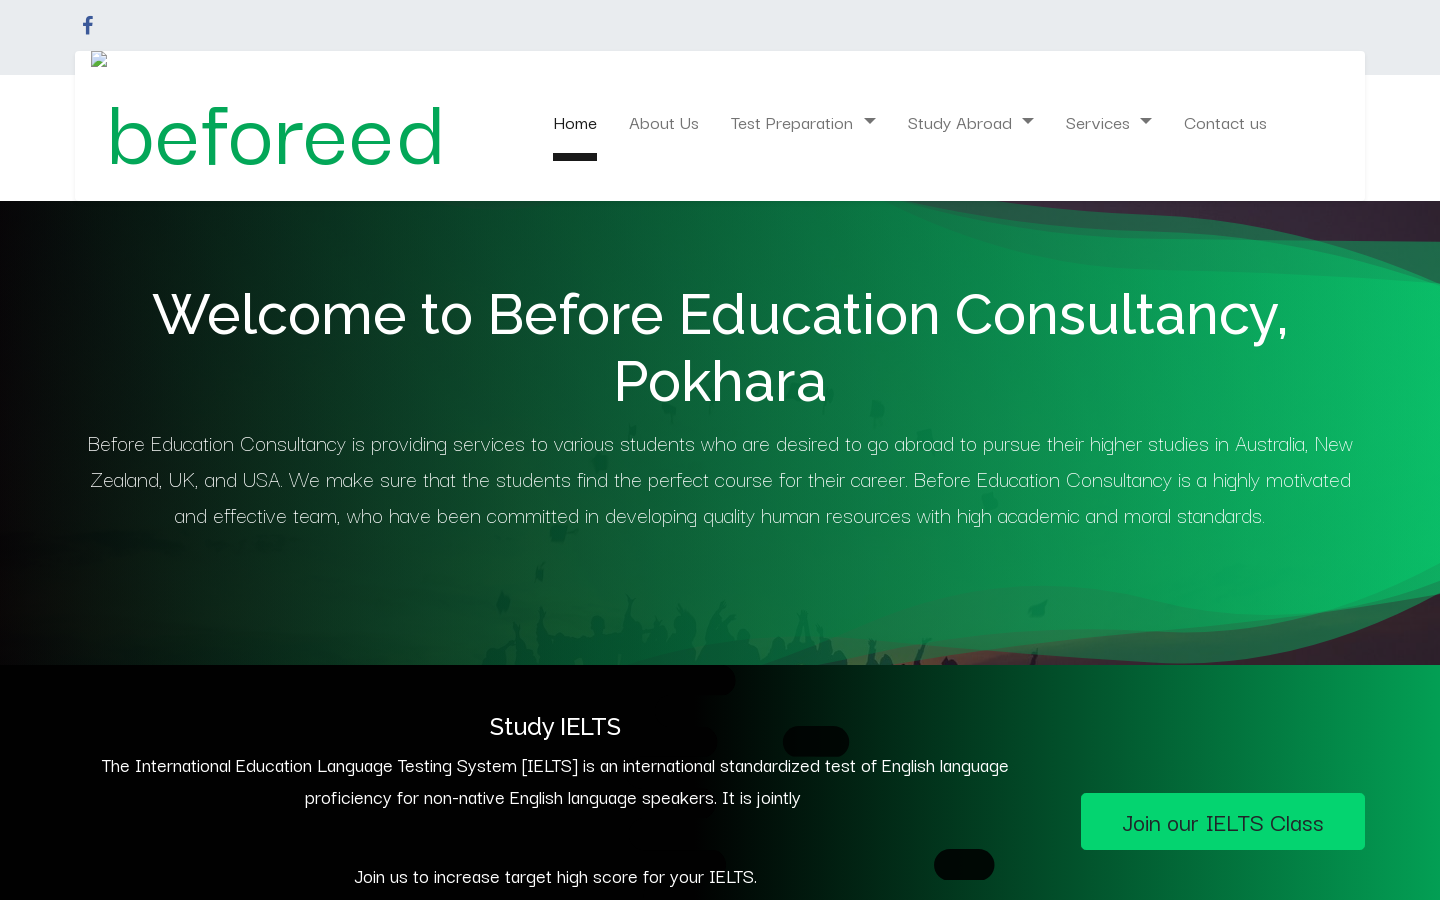 beforeed
Home
About Us
Test Preparation
Study Abroad
Services
Contact us
Welcome to Before Education Consultancy,
Pokhara
Before Education Consultancy is providing services to various students who are desired to go abroad to pursue their higher studies in Australia, New
Zealand, UK, and USA. We make sure that the students find the perfect course for their career. Before Education Consultancy is a highly motivated
and effective team, who have been committed in developing quality human resources with high academic and moral standards.
Study IELTS
The International Education Language Testing System [IELTS] is an international standardized test of English language
proficiency for non-native English language speakers. It is jointly
Join our IELTS Class
Join us to increase target high score for your IELTS.